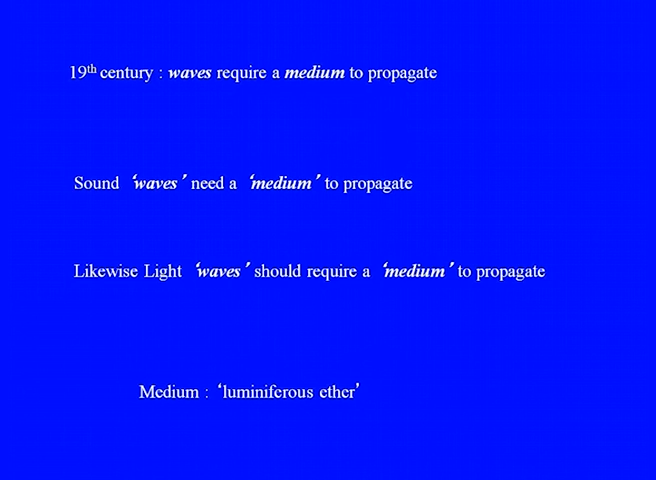 19th century : waves require a medium to propagate
Sound ‘waves’ need a ‘medium’ to propagate
Likewise Light ‘waves’ should require a ‘medium’ to propagate
Medium : ‘luminiferous ether’